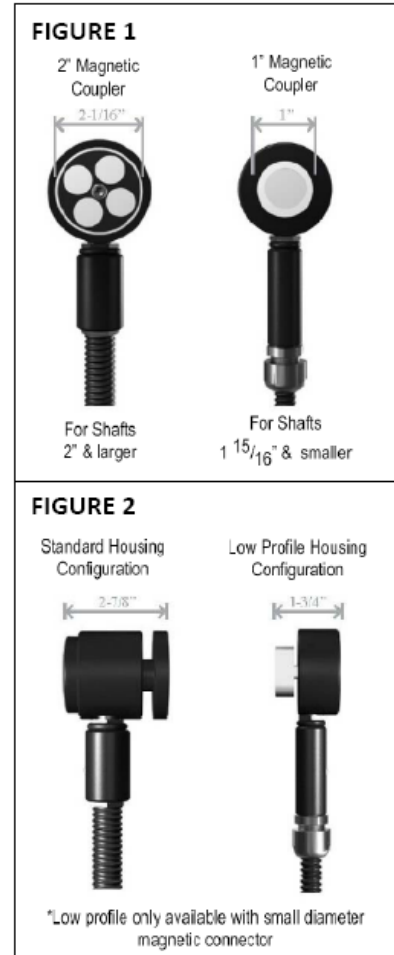 FIGURE 1
2" Magnetic
Coupler
2-1/16"
1" Magnetic
Coupler
1"
For Shafts
2" & larger
For Shafts
1 15/16" & smaller
FIGURE 2
Standard Housing
Configuration
2-7/8"
Low Profile Housing
Configuration
1-3/4"
*Low profile only available with small diameter
magnetic connector